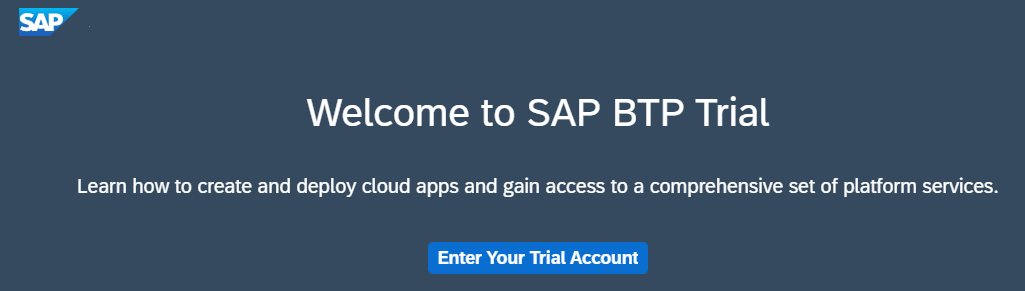 SAP
Welcome to SAP BTP Trial
Learn how to create and deploy cloud apps and gain access to a comprehensive set of platform services.
Enter Your Trial Account